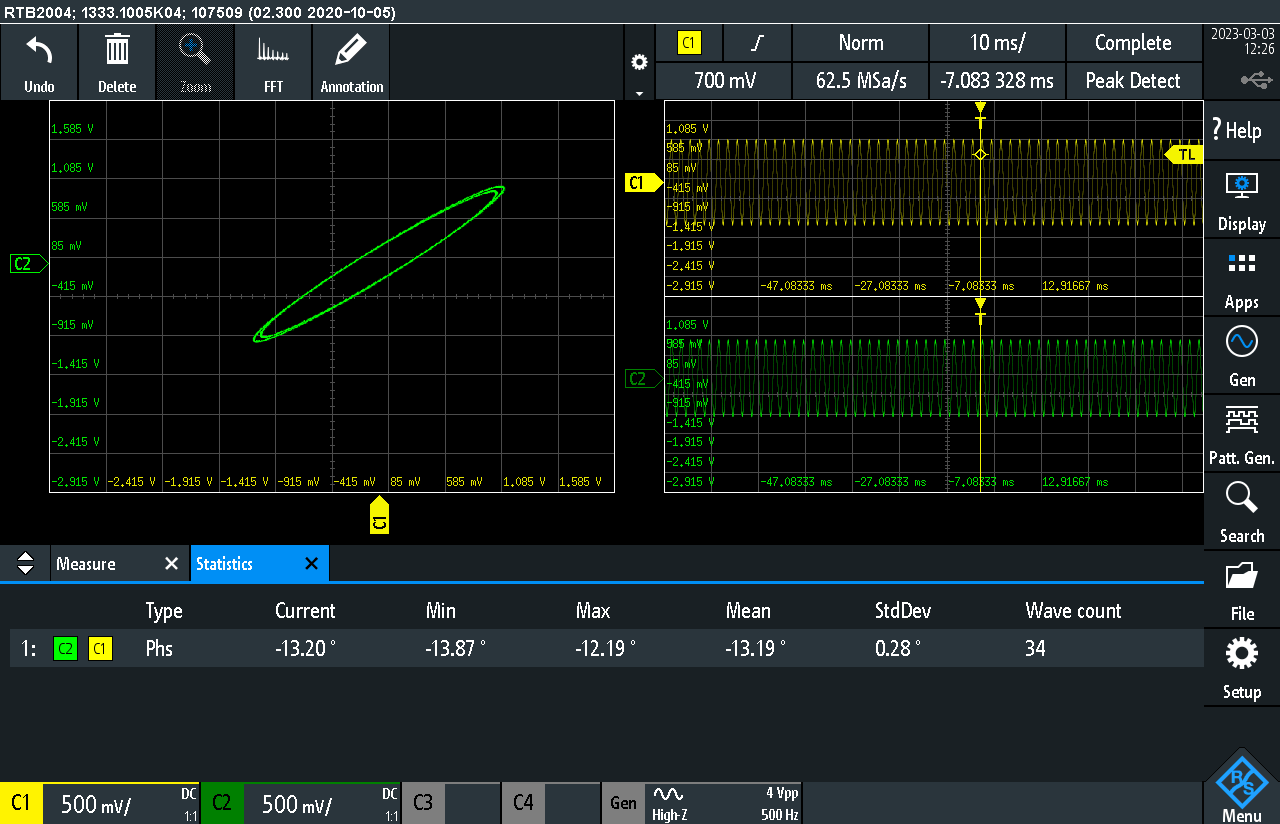 RTB2004; 1333.1005K04; 107509 (02.300 2020-10-05)
Undo
Delete
Zoom
FFT
Annotation
C1
Norm
10 ms/
Complete
700 mV
62.5 MSa/s
-7.083 328 ms
Peak Detect
2023-03-03
12:26
?Help
Display
Apps
Gen
Patt. Gen.
Search
File
Setup
Menu
1.585 V
1.085 V
585 mV
85 mV
-415 mV
-915 mV
-1.415 V
-1.915 V
-2.415 V
-2.915 V
-2.415 V
-1.915 V
-1.415 V
-915 mV
-415 mV
85 mV
585 mV
1.085 V
1.585 V
C2
C1
C1
T
TL
1.085 V
585 mV
85 mV
-415 mV
-915 mV
-1.415 V
-1.915 V
-2.415 V
-2.915 V
-47.08333 ms
-27.08333 ms
-7.08333 ms
12.91667 ms
C2
T
1.085 V
585 mV
85 mV
-415 mV
-915 mV
-1.415 V
-1.915 V
-2.415 V
-2.915 V
-47.08333 ms
-27.08333 ms
-7.08333 ms
12.91667 ms
Measure
Statistics
Type Current Min Max Mean StdDev Wave count
1: C2 C1 Phs -13.20 ° -13.87 ° -12.19 ° -13.19 ° 0.28 ° 34
C1 500 mV/ DC 1:1
C2 500 mV/ DC 1:1
C3
C4
Gen High-Z 4 Vpp 500 Hz
R&S